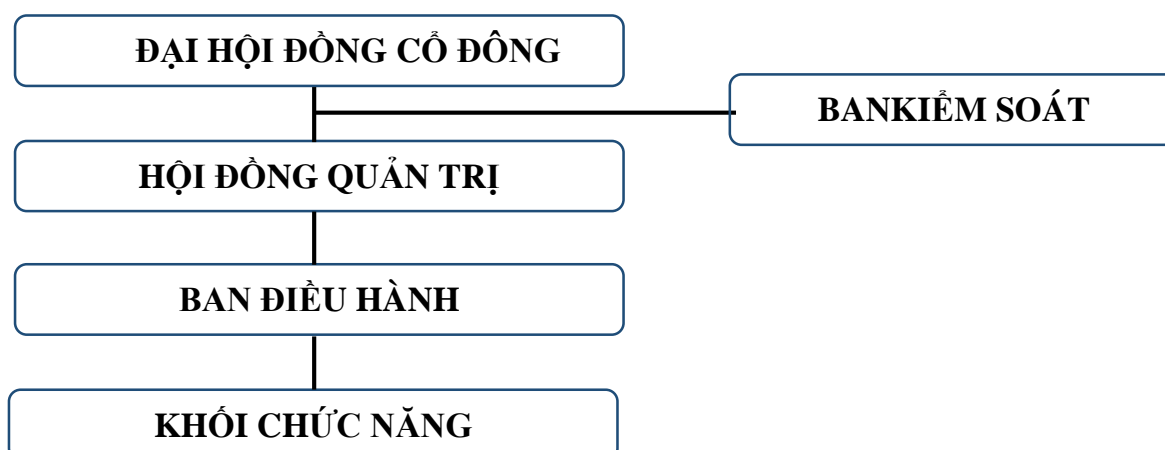 ĐẠI HỘI ĐỒNG CỔ ĐÔNG
BANKIỂM SOÁT
HỘI ĐỒNG QUẢN TRỊ
BAN ĐIỀU HÀNH
KHỐI CHỨC NĂNG